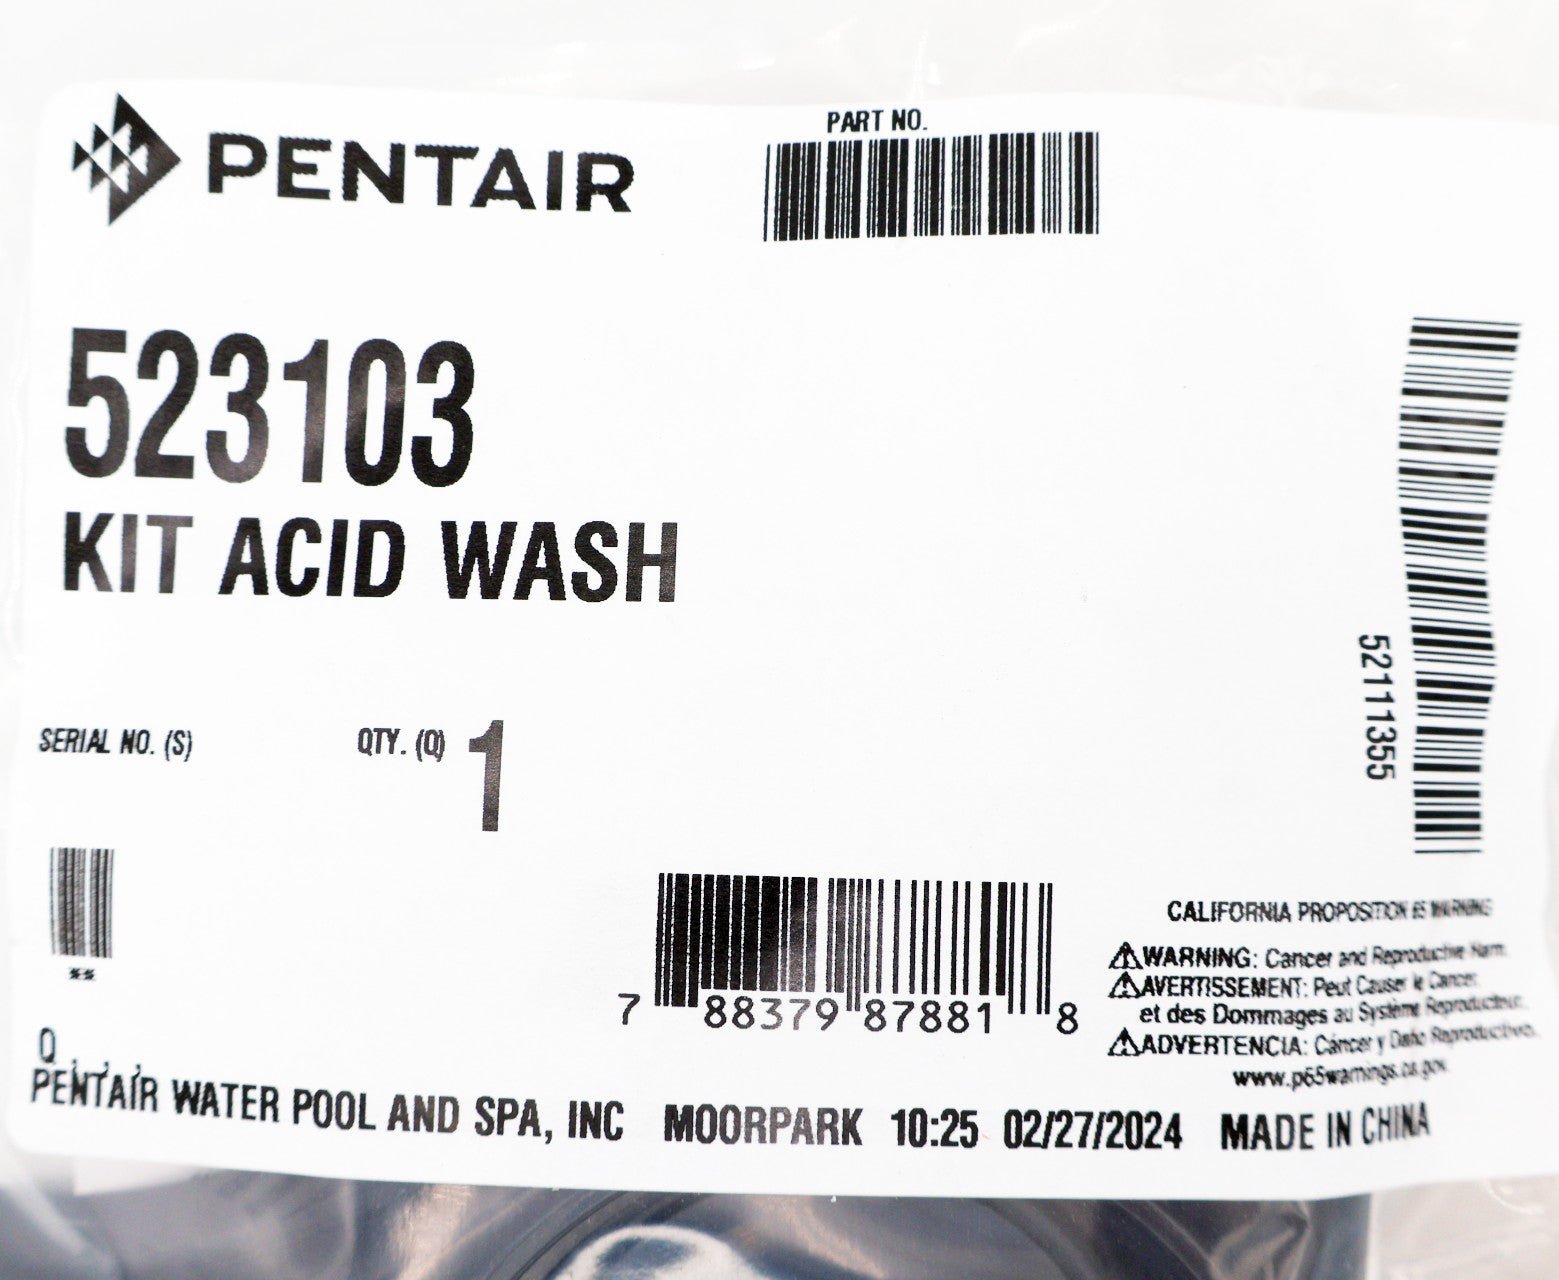 PENTAIR
PART NO.
523103
KIT ACID WASH
52111355
SERIAL NO. (S)
QTY. (Q) 1
**
7 88379 87881 8
CALIFORNIA PROPOSITION 65 WARNING
WARNING: Cancer and Reproductive Harm.
AVERTISSEMENT: Peut Causer le Cancer
et des Dommages au Système Reproducteur.
ADVERTENCIA: Cáncer y Daño Reproductivo.
www.p65warnings.ca.gov
Q , , ,
PENTAIR WATER POOL AND SPA, INC MOORPARK 10:25 02/27/2024 MADE IN CHINA